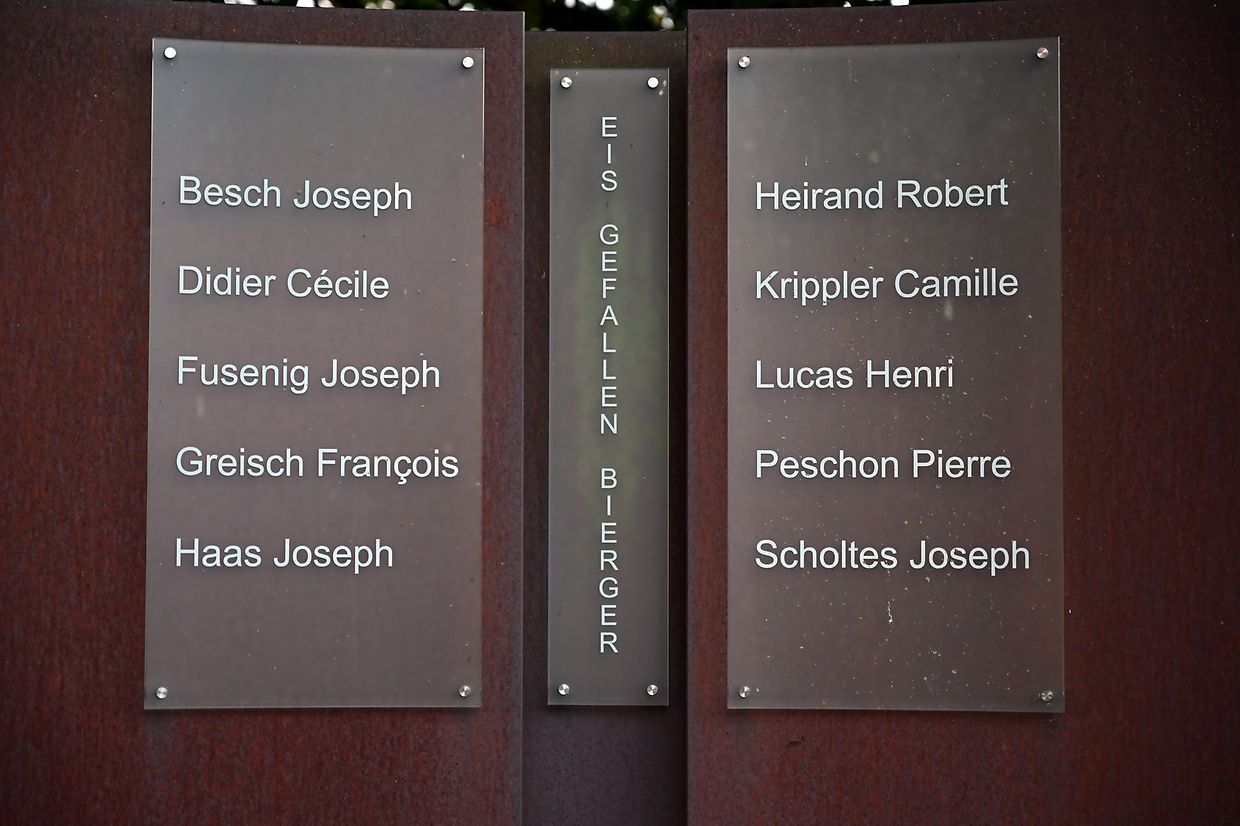 Besch Joseph
Didier Cécile
Fusenig Joseph
Greisch François
Haas Joseph
EIS GEFALLEN BIERGER
Heirand Robert
Krippler Camille
Lucas Henri
Peschon Pierre
Scholtes Joseph